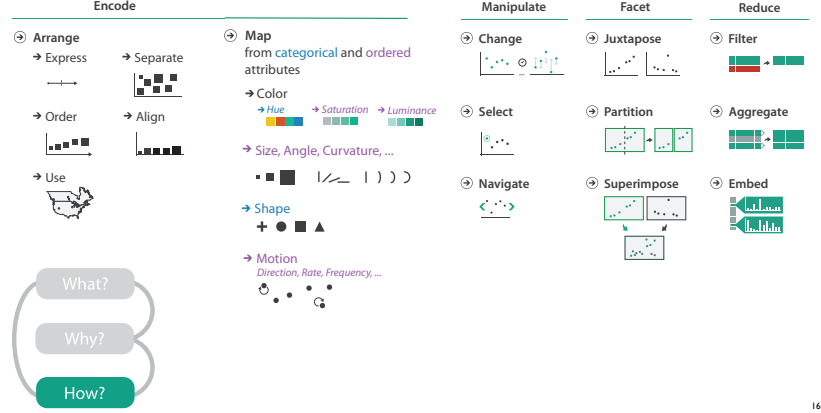 Encode
Manipulate
Facet
Reduce
Arrange
Express
Separate
Order
Align
Use
Map
from categorical and ordered
attributes
Color
Hue
Saturation
Luminance
Size, Angle, Curvature, ...
Shape
Motion
Direction, Rate, Frequency, ...
Change
Select
Navigate
Juxtapose
Partition
Superimpose
Filter
Aggregate
Embed
What?
Why?
How?
16